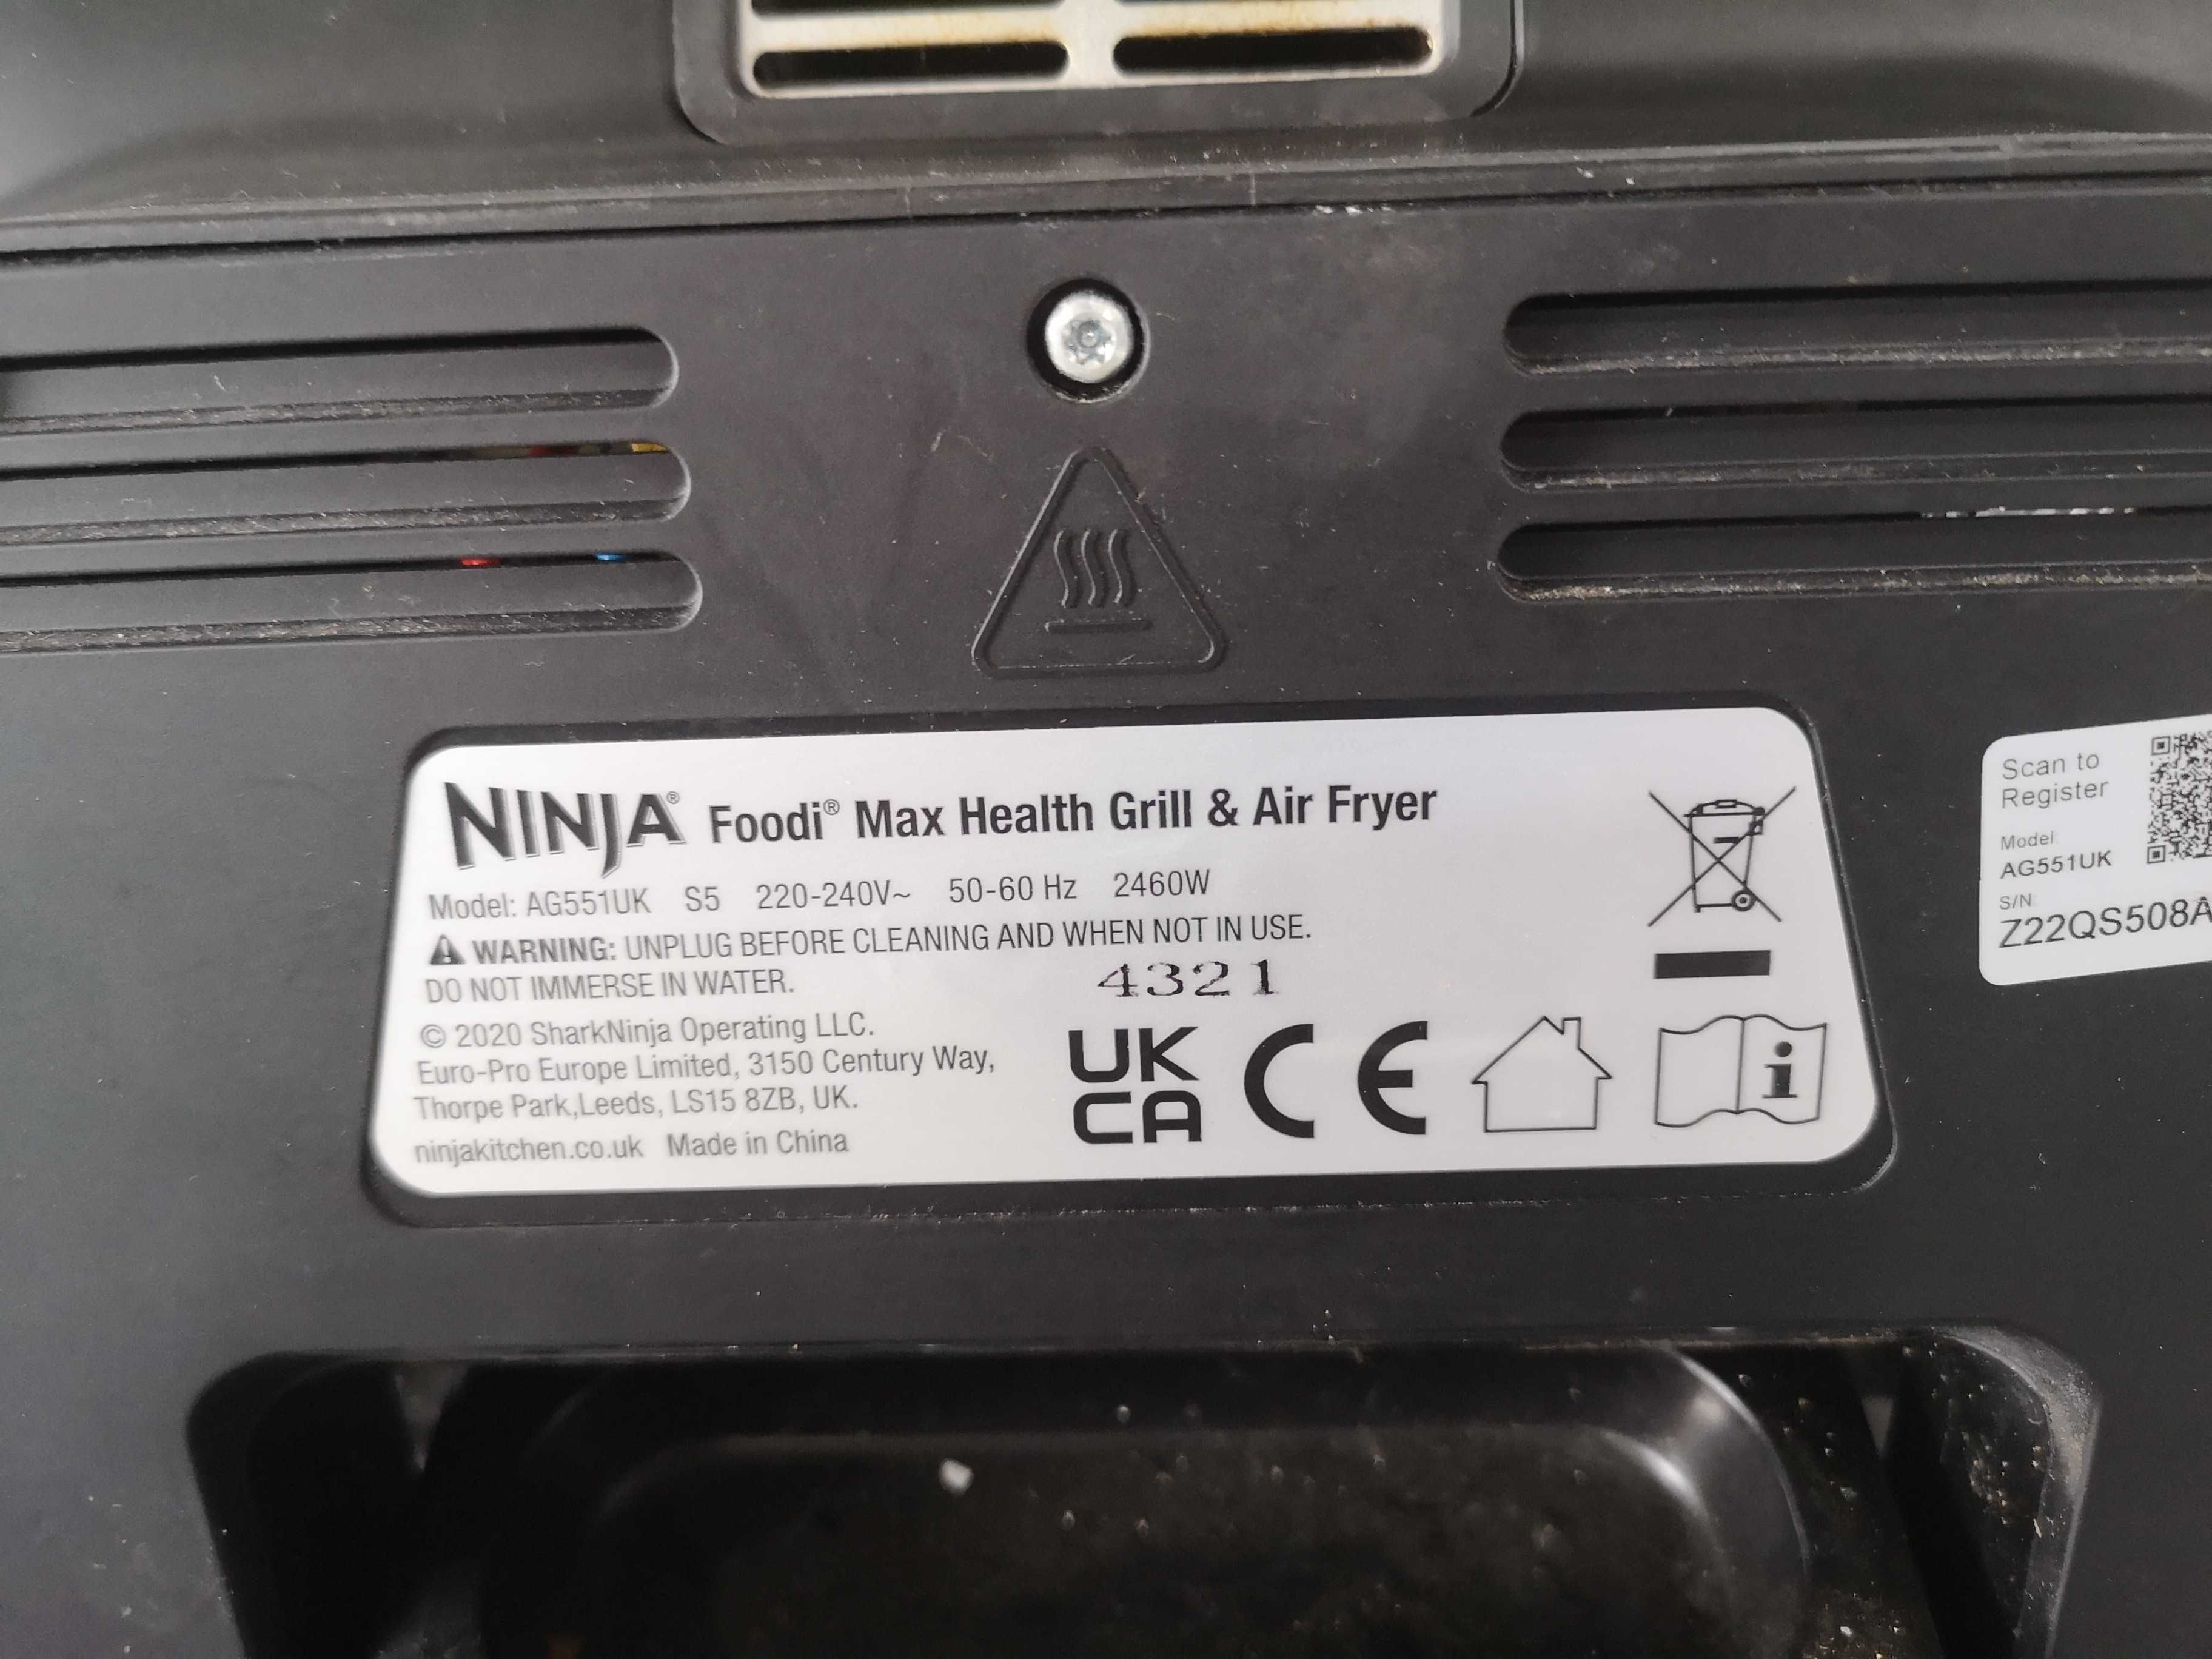 NINJA® Foodi® Max Health Grill & Air Fryer
Model: AG551UK S5 220-240V~ 50-60 Hz 2460W
WARNING: UNPLUG BEFORE CLEANING AND WHEN NOT IN USE.
DO NOT IMMERSE IN WATER.
4321
© 2020 SharkNinja Operating LLC.
Euro-Pro Europe Limited, 3150 Century Way,
Thorpe Park,Leeds, LS15 8ZB, UK.
ninjakitchen.co.uk Made in China
UK
CA
CE
i
Scan to
Register
Model
AG551UK
S/N
Z22QS508A